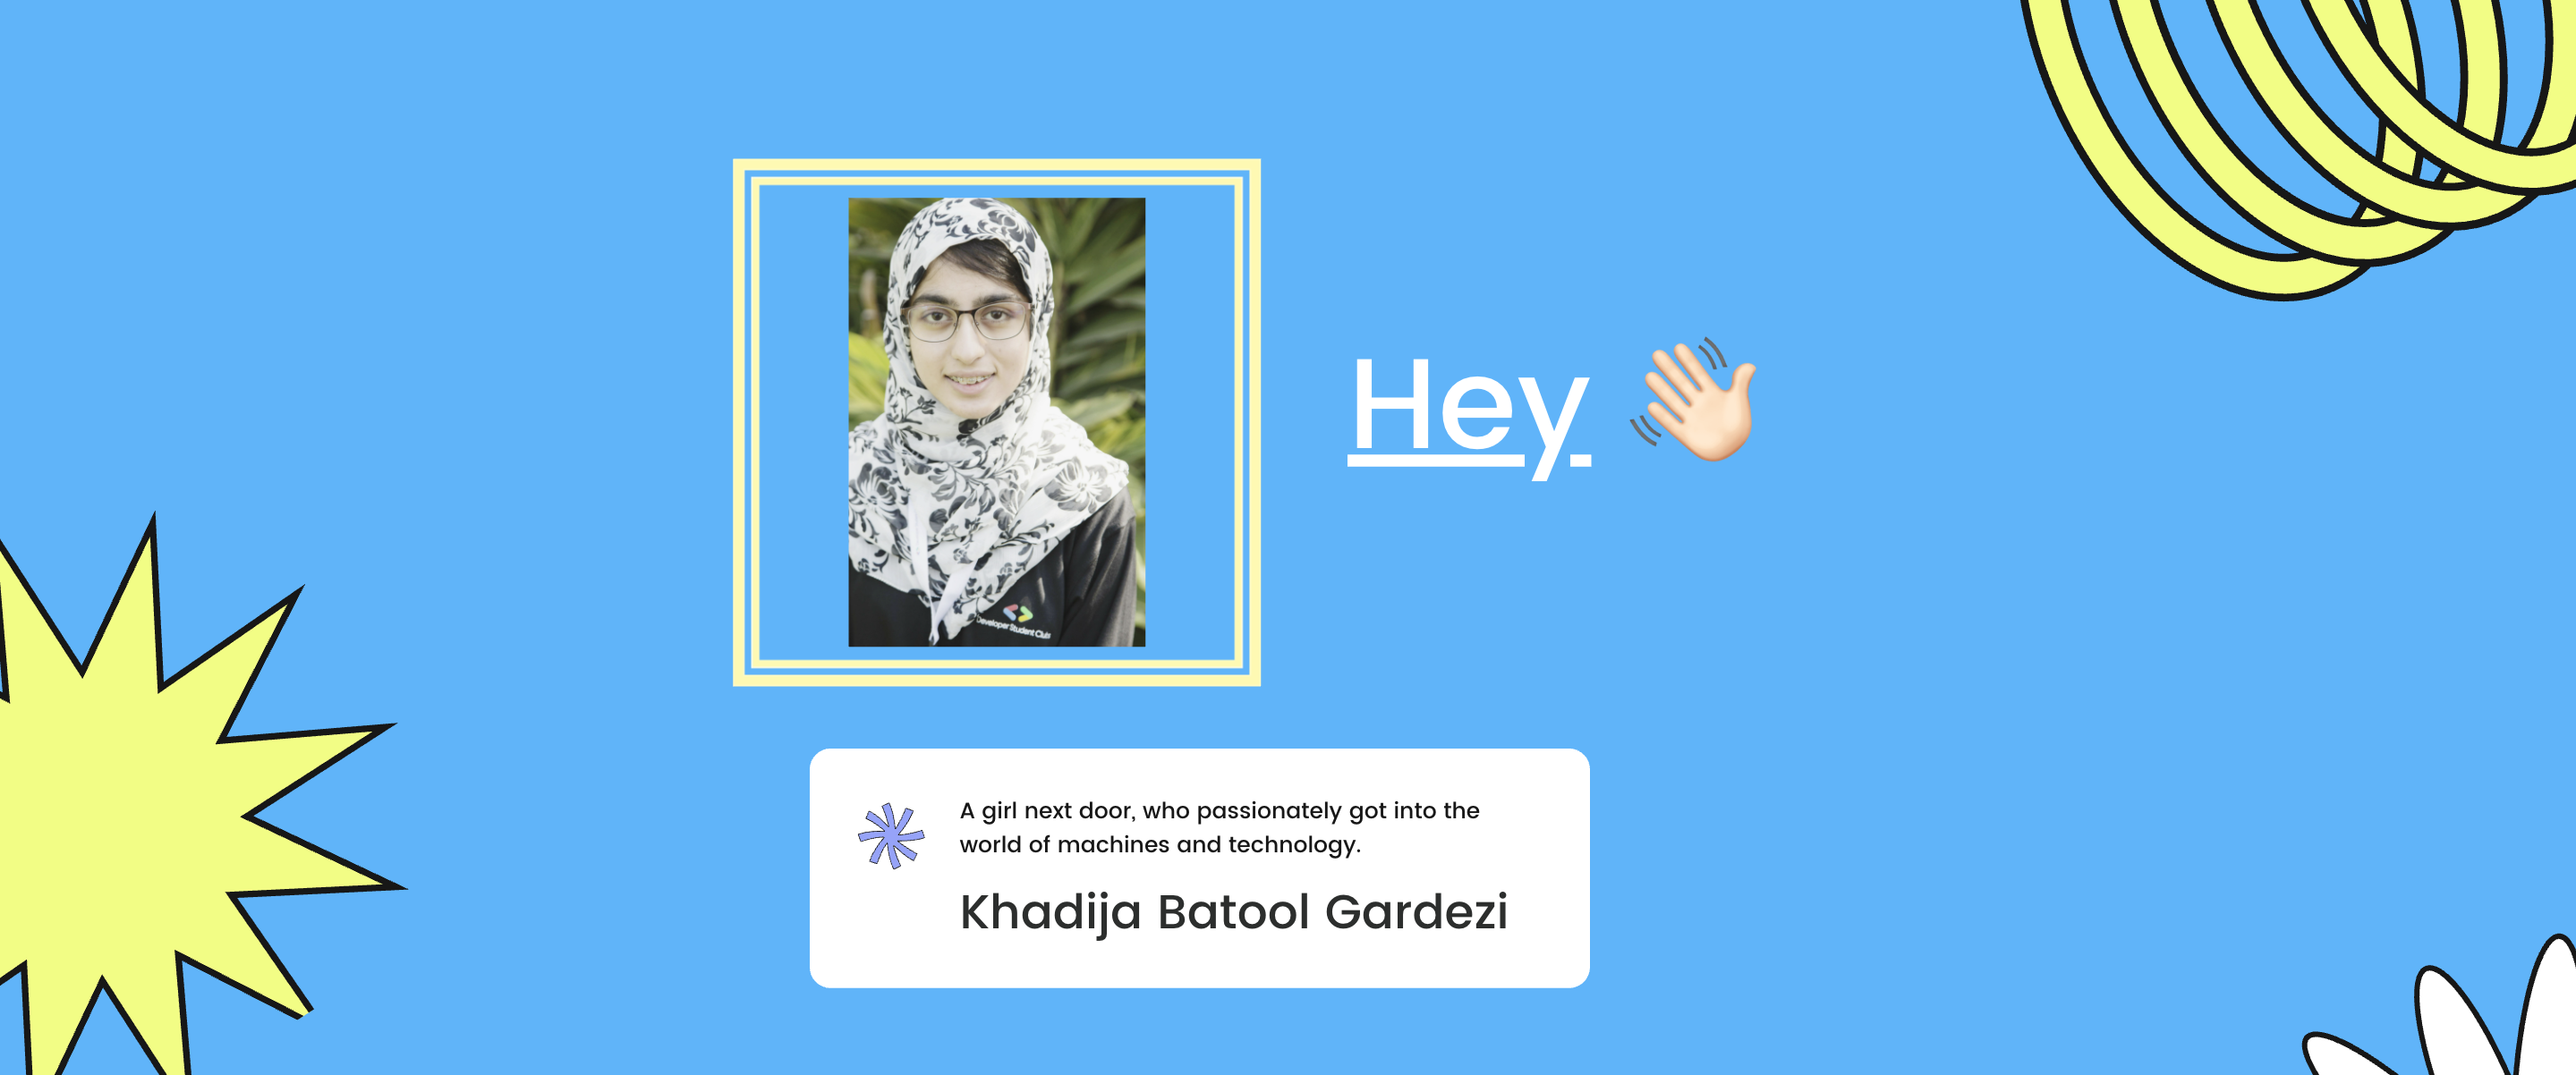 Hey
Developer Student Clubs
A girl next door, who passionately got into the
world of machines and technology.
Khadija Batool Gardezi